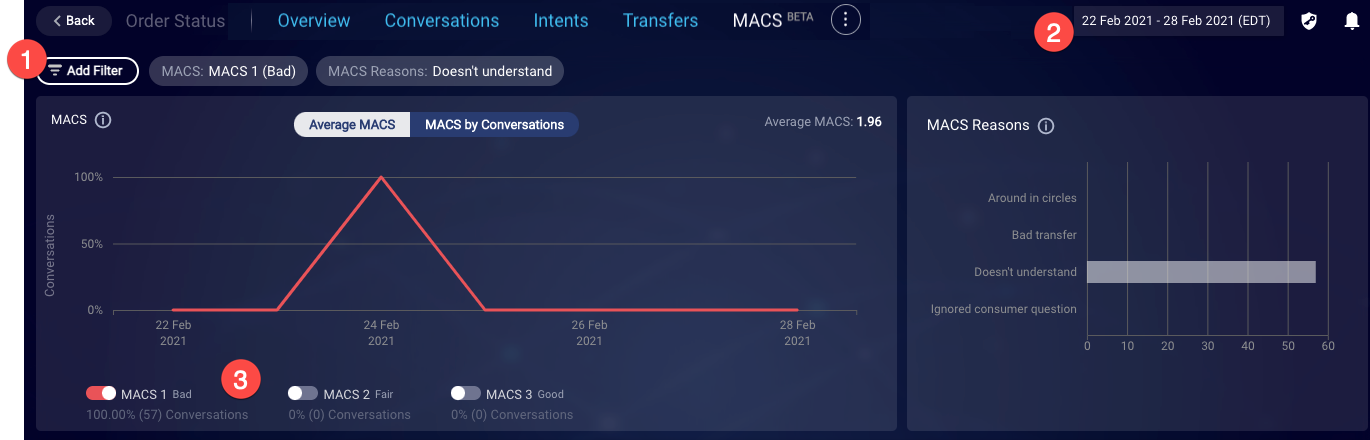 Back Order Status Overview Conversations Intents Transfers MACS BETA 2 22 Feb 2021 - 28 Feb 2021 (EDT)
1 Add Filter MACS: MACS 1 (Bad) MACS Reasons: Doesn't understand
MACS i Average MACS MACS by Conversations Average MACS: 1.96
Conversations
100%
50%
0%
22 Feb 2021
24 Feb 2021
26 Feb 2021
28 Feb 2021
3
MACS 1 Bad
100.00% (57) Conversations
MACS 2 Fair
0% (0) Conversations
MACS 3 Good
0% (0) Conversations
MACS Reasons i
Around in circles
Bad transfer
Doesn't understand
Ignored consumer question
0 10 20 30 40 50 60